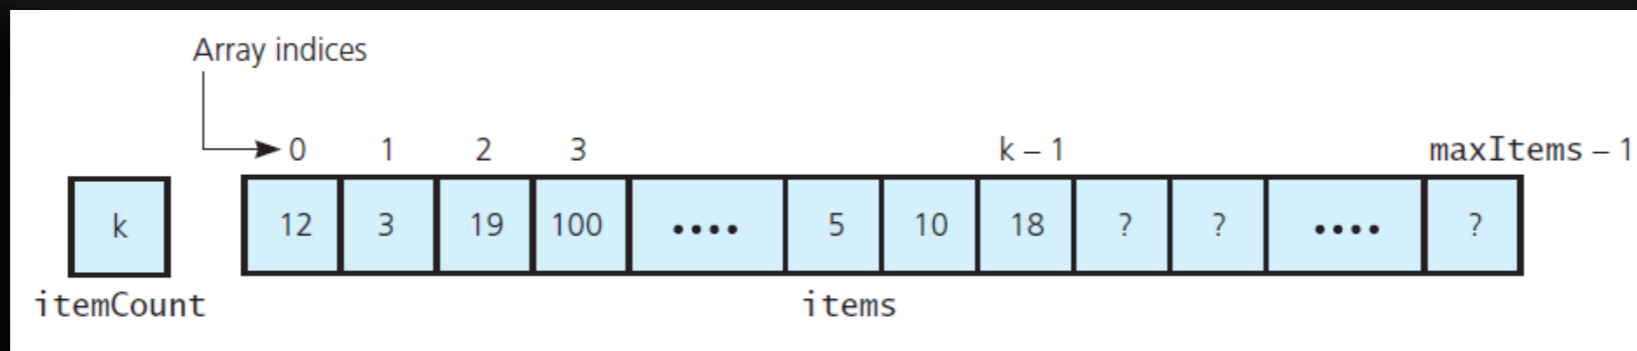 Array indices
0 1 2 3 k – 1 maxItems – 1
k 12 3 19 100 •••• 5 10 18 ? ? •••• ?
itemCount items